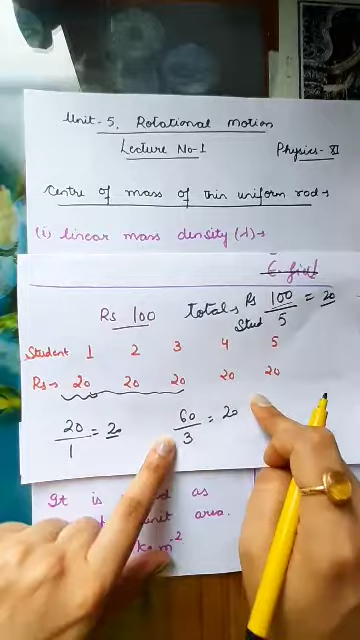 Unit-5, Rotational Motion
Lecture No-1 Physics-XI
Centre of mass of thin uniform rod→
(i) linear mass density (λ)→
Rs 100 total→ Rs 100/5 = 20
Stud
Student 1 2 3 4 5
Rs→ 20 20 20 20 20
20/1 = 20 60/3 = 20
It is as
unit area.
m⁻²